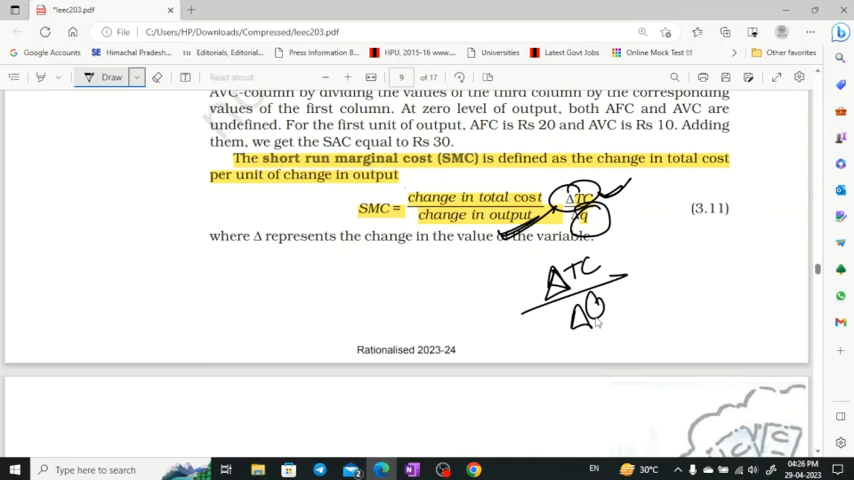 *leec203.pdf
File
C:/Users/HP/Downloads/Compressed/leec203.pdf
Google Accounts
Himachal Pradesh...
Editorials, Editorial...
Press Information B...
HPU, 2015-16 www....
Universities
Latest Govt Jobs
Online Mock Test !!!
Other favorites
Draw
Read aloud
9
of 17
AVC-column by dividing the values of the third column by the corresponding
values of the first column. At zero level of output, both AFC and AVC are
undefined. For the first unit of output, AFC is Rs 20 and AVC is Rs 10. Adding
them, we get the SAC equal to Rs 30.
The short run marginal cost (SMC) is defined as the change in total cost
per unit of change in output
SMC = change in total cost / change in output = ΔTC / Δq (3.11)
where Δ represents the change in the value of the variable.
ΔTC
ΔQ
Rationalised 2023-24
Type here to search
EN
30°C
04:26 PM
29-04-2023